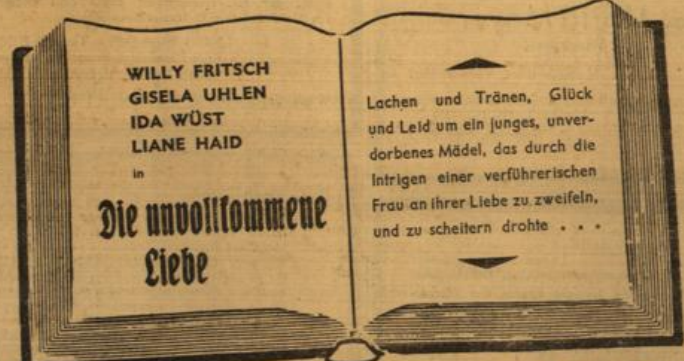 WILLY FRITSCH
GISELA UHLEN
IDA WÜST
LIANE HAID
in
Die unvollkommene
Liebe
Lachen und Tränen, Glück
und Leid um ein junges, unver-
dorbenes Mädel, das durch die
Intrigen einer verführerischen
Frau an ihrer Liebe zu zweifeln,
und zu scheitern drohte . . .